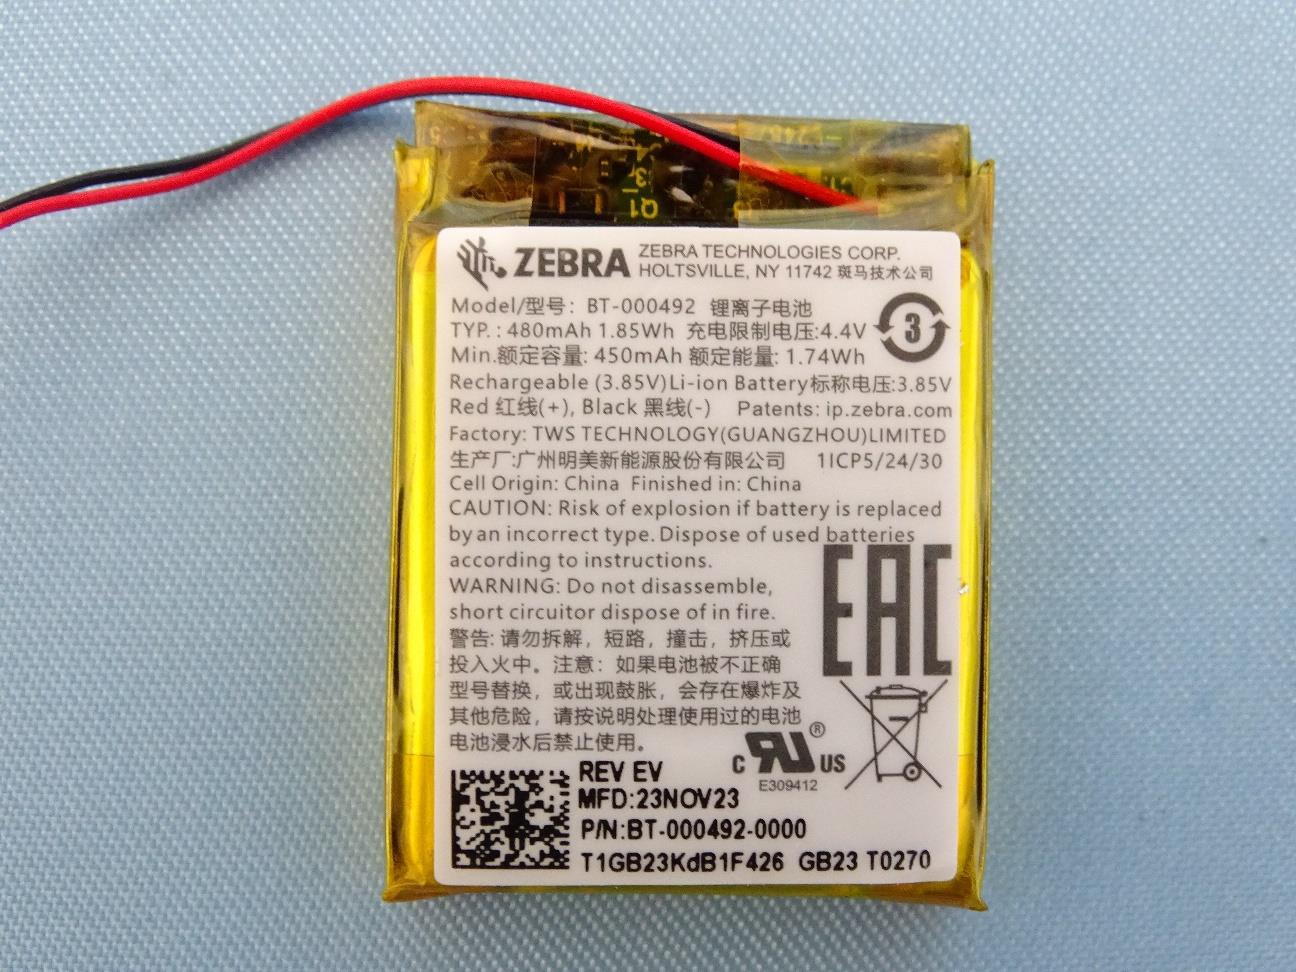 ZEBRA ZEBRA TECHNOLOGIES CORP.
HOLTSVILLE, NY 11742 斑马技术公司
Model/型号: BT-000492 锂离子电池
TYP. : 480mAh 1.85Wh 充电限制电压:4.4V
3
Min.额定容量: 450mAh 额定能量: 1.74Wh
Rechargeable (3.85V)Li-ion Battery标称电压:3.85V
Red 红线(+), Black 黑线(-) Patents: ip.zebra.com
Factory: TWS TECHNOLOGY(GUANGZHOU)LIMITED
生产厂:广州明美新能源股份有限公司 1ICP5/24/30
Cell Origin: China Finished in: China
CAUTION: Risk of explosion if battery is replaced
by an incorrect type. Dispose of used batteries
according to instructions.
EAC
WARNING: Do not disassemble,
short circuitor dispose of in fire.
警告: 请勿拆解，短路，撞击，挤压或
投入火中。注意：如果电池被不正确
型号替换，或出现鼓胀，会存在爆炸及
其他危险，请按说明处理使用过的电池
电池浸水后禁止使用。
c RU ® US
E309412
REV EV
MFD:23NOV23
P/N:BT-000492-0000
T1GB23KdB1F426 GB23 T0270
Q1